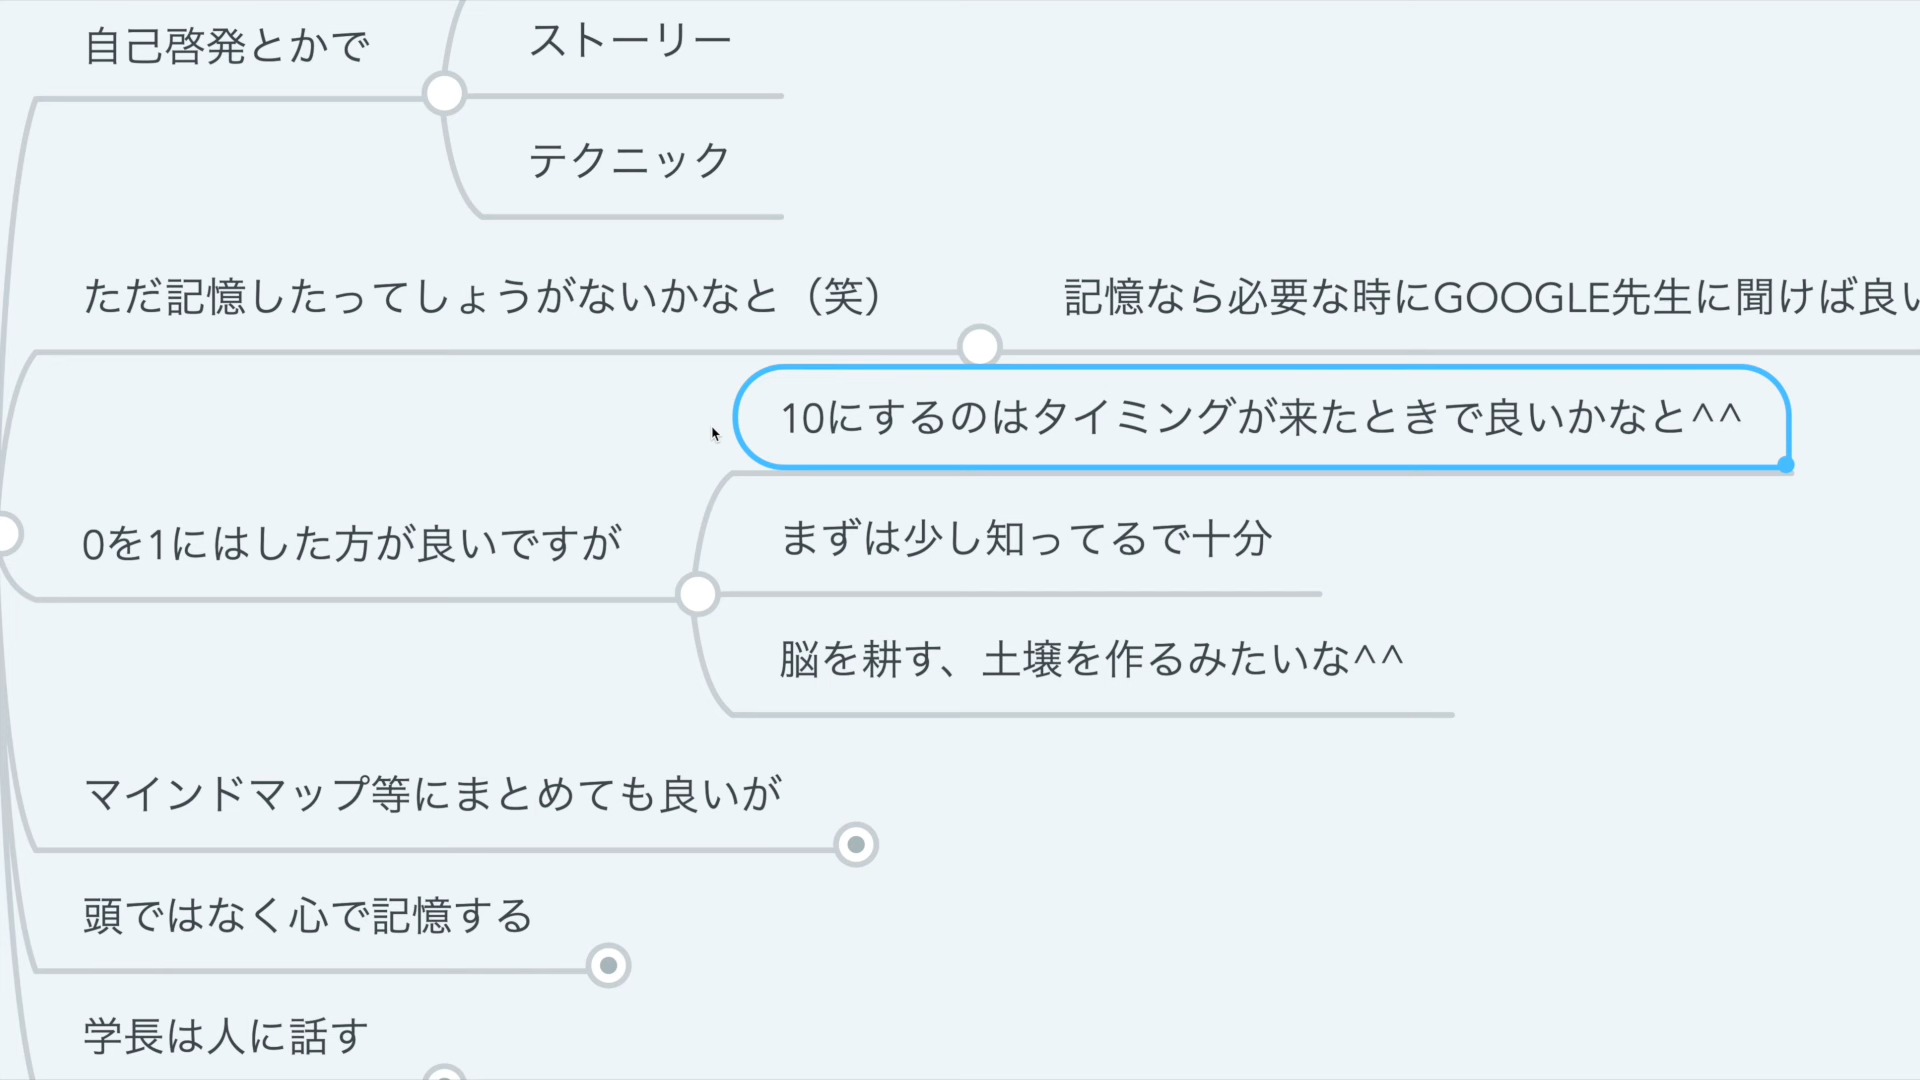 自己啓発とかで
ストーリー
テクニック
ただ記憶したってしょうがないかなと（笑）
記憶なら必要な時にGOOGLE先生に聞けば良い
0を1にはした方が良いですが
10にするのはタイミングが来たときで良いかなと^^
まずは少し知ってるで十分
脳を耕す、土壌を作るみたいな^^
マインドマップ等にまとめても良いが
頭ではなく心で記憶する
学長は人に話す